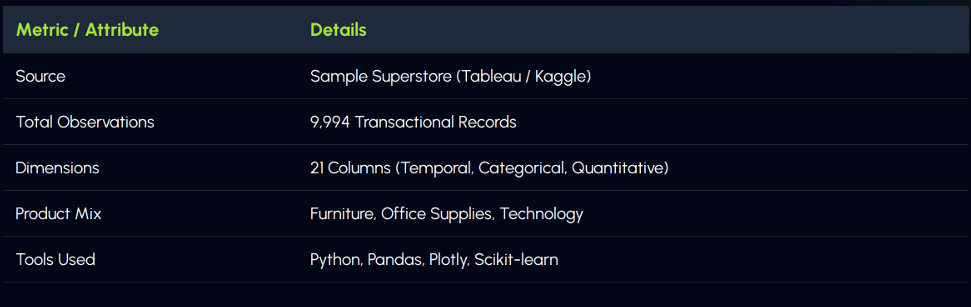 Metric / Attribute Details
Source Sample Superstore (Tableau / Kaggle)
Total Observations 9,994 Transactional Records
Dimensions 21 Columns (Temporal, Categorical, Quantitative)
Product Mix Furniture, Office Supplies, Technology
Tools Used Python, Pandas, Plotly, Scikit-learn